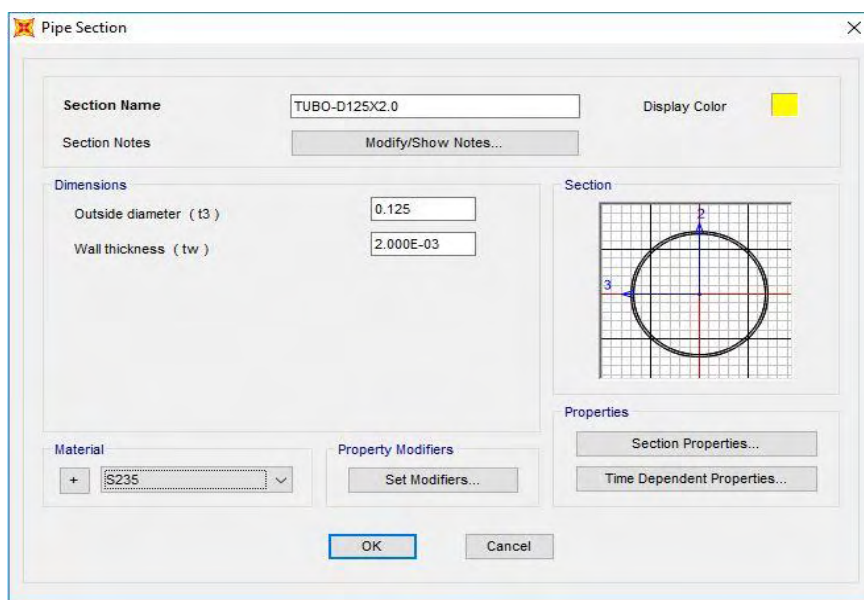 Pipe Section
Section Name TUBO-D125X2.0 Display Color
Section Notes Modify/Show Notes...
Dimensions
Outside diameter ( t3 ) 0.125
Wall thickness ( tw ) 2.000E-03
Section
2
3
Properties
Section Properties...
Time Dependent Properties...
Material
+ S235
Property Modifiers
Set Modifiers...
OK Cancel